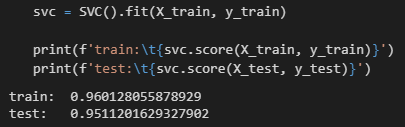 svc = SVC().fit(X_train, y_train)
print(f'train:\t{svc.score(X_train, y_train)}')
print(f'test:\t{svc.score(X_test, y_test)}')
train: 0.960128055878929
test: 0.9511201629327902